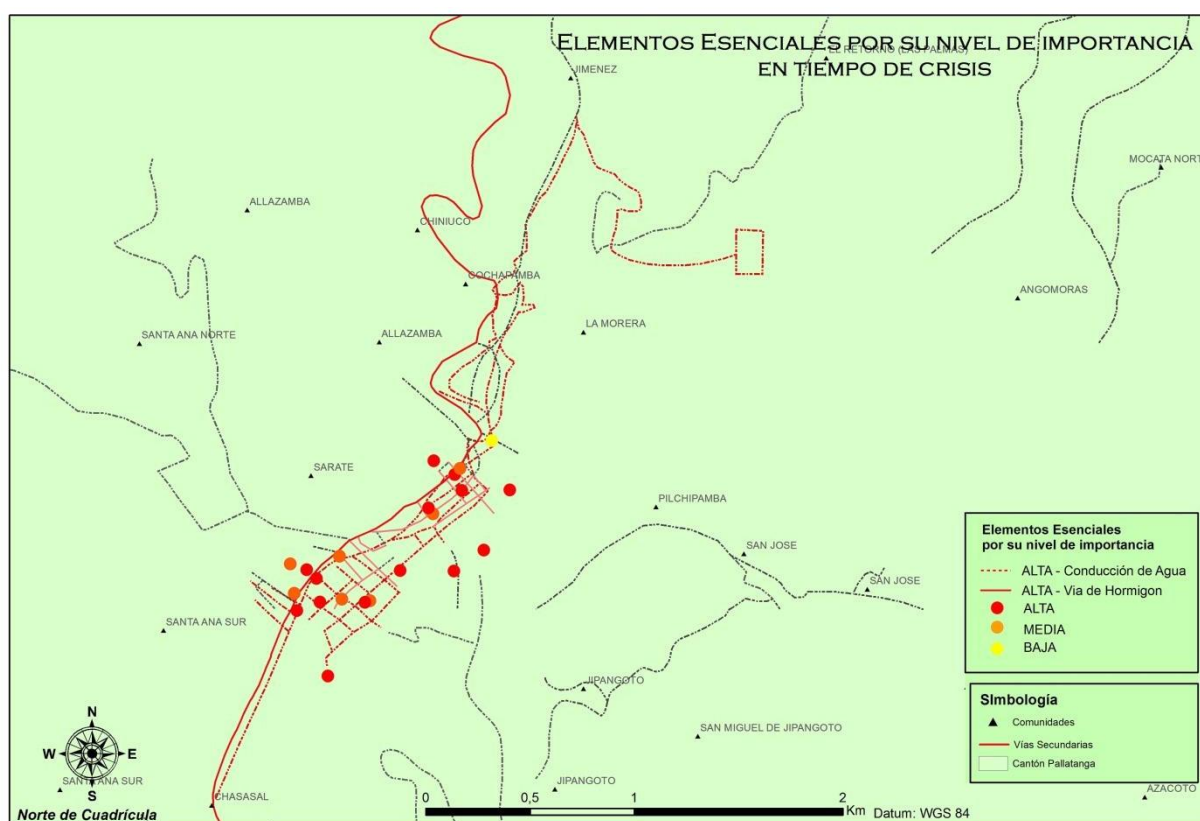 ELEMENTOS ESENCIALES POR SU NIVEL DE IMPORTANCIA
EN TIEMPO DE CRISIS
EL RETORNO (LAS PALMAS)
JIMENEZ
MOCATA NORT
ALLAZAMBA
CHINIUCO
COCHAPAMBA
ANGOMORAS
LA MORERA
SANTA ANA NORTE
ALLAZAMBA
SARATE
PILCHIPAMBA
SAN JOSE
SAN JOSE
SANTA ANA SUR
JIPANGOTO
SAN MIGUEL DE JIPANGOTO
SANTA ANA SUR
CHASASAL
JIPANGOTO
AZACOTO
Elementos Esenciales
por su nivel de importancia
ALTA - Conducción de Agua
ALTA - Via de Hormigon
ALTA
MEDIA
BAJA
SImbología
Comunidades
Vías Secundarias
Cantón Pallatanga
N
W E
S
Norte de Cuadrícula
0 0,5 1 2
Km Datum: WGS 84